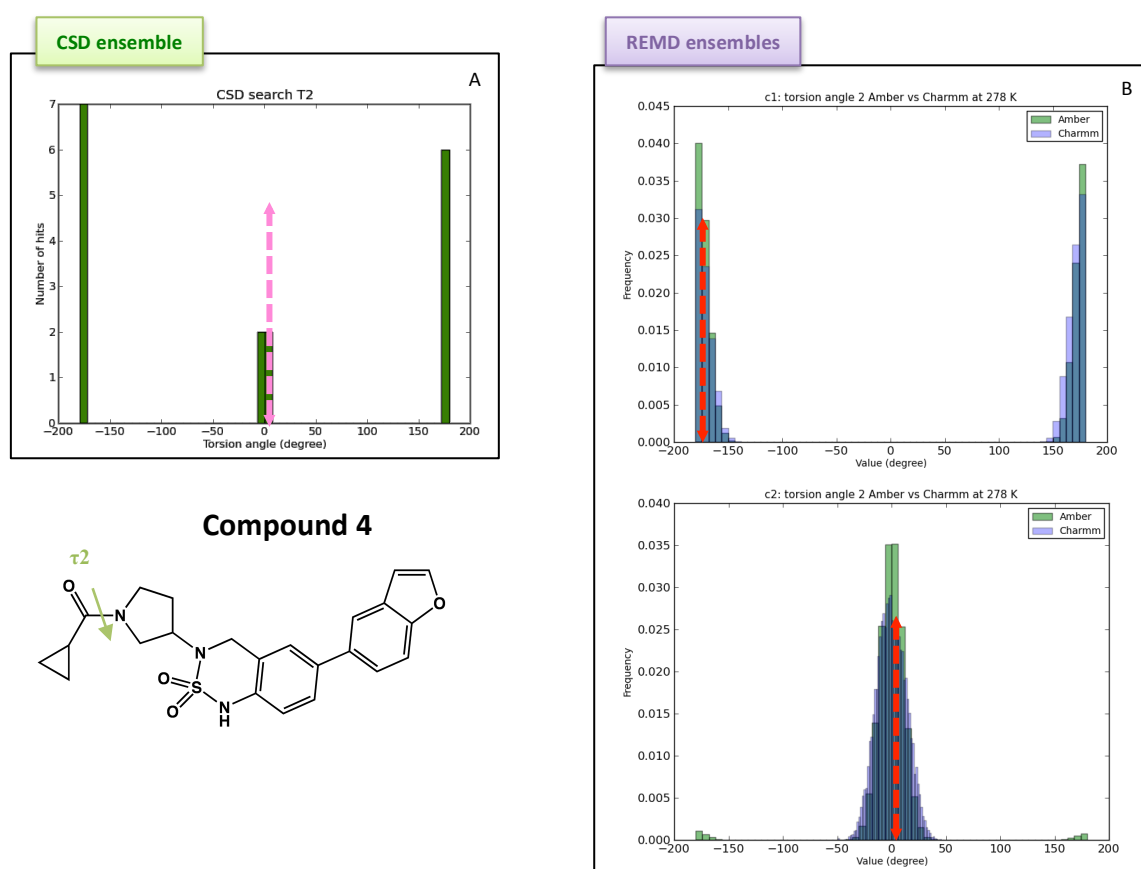 CSD ensemble
A
CSD search T2
Number of hits
7
6
5
4
3
2
1
0
−200 −150 −100 −50 0 50 100 150 200
Torsion angle (degree)
Compound 4
τ2
O
N
O
N
O S
O N
H
REMD ensembles
B
c1: torsion angle 2 Amber vs Charmm at 278 K
Amber
Charmm
Frequency
0.045
0.040
0.035
0.030
0.025
0.020
0.015
0.010
0.005
0.000
−200 −150 −100 −50 0 50 100 150 200
Value (degree)
c2: torsion angle 2 Amber vs Charmm at 278 K
Amber
Charmm
Frequency
0.040
0.035
0.030
0.025
0.020
0.015
0.010
0.005
0.000
−200 −150 −100 −50 0 50 100 150 200
Value (degree)